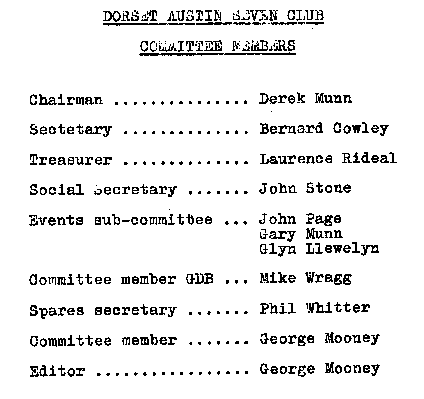 DORSET AUSTIN SEVEN CLUB
COMMITTEE MEMBERS
Chairman ............... Derek Munn
Sectetary .............. Bernard Cowley
Treasurer .............. Laurence Rideal
Social Secretary ....... John Stone
Events sub-committee ... John Page
Gary Munn
Glyn Llewelyn
Committee member GDB ... Mike Wragg
Spares secretary ....... Phil Whitter
Committee member ....... George Mooney
Editor ................. George Mooney